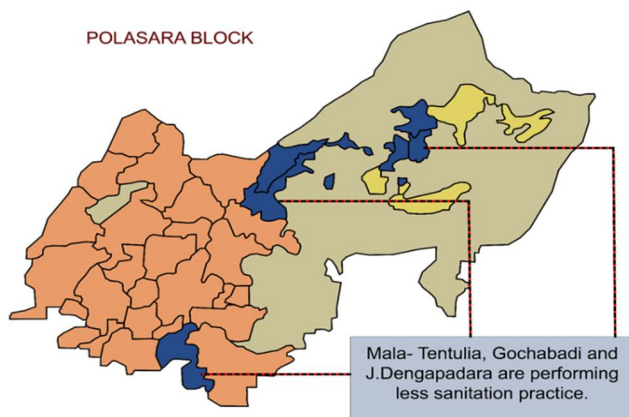 POLASARA BLOCK
Mala- Tentulia, Gochabadi and
J.Dengapadara are performing
less sanitation practice.